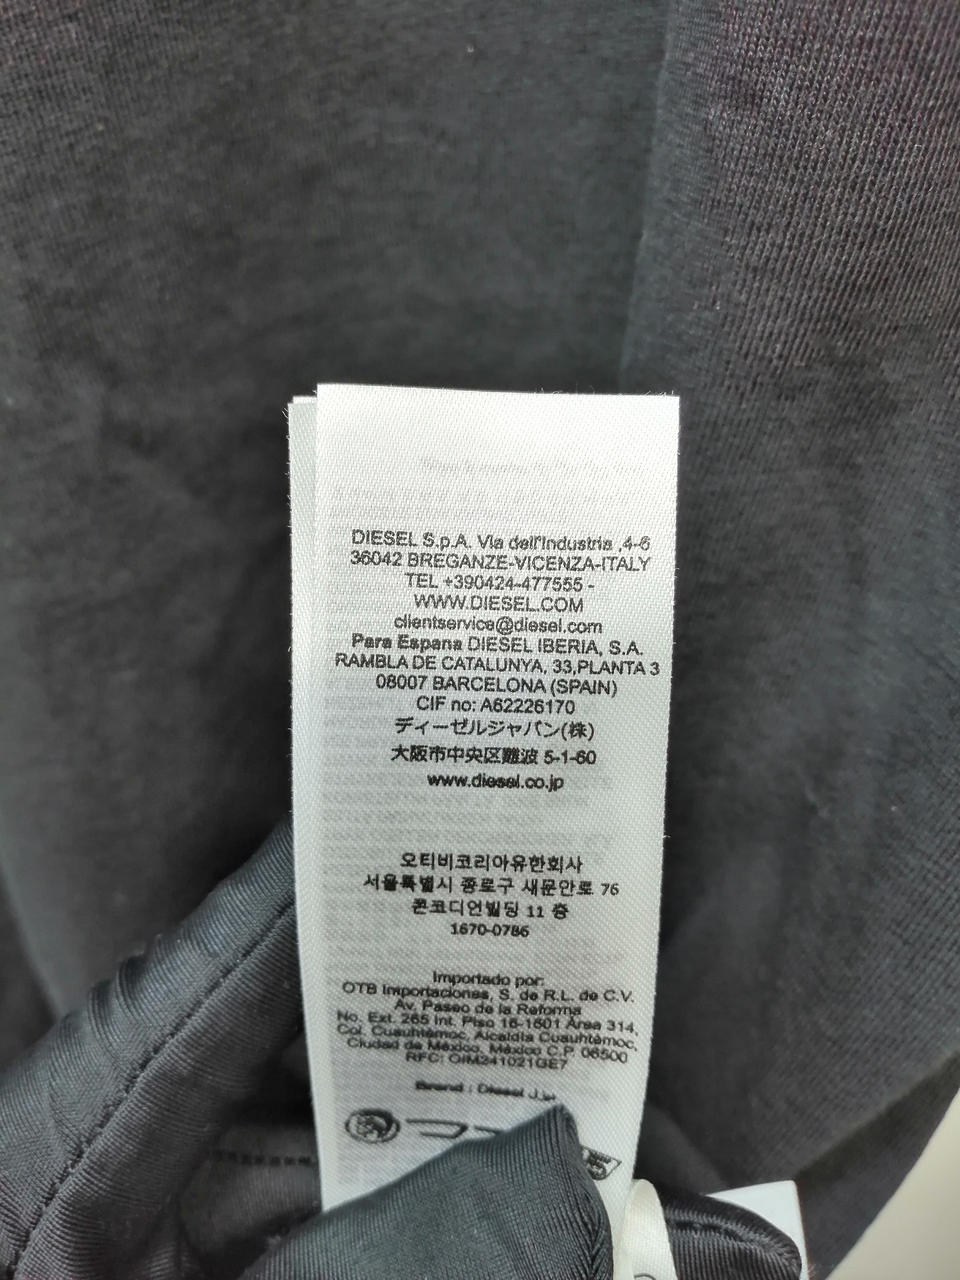 DIESEL S.p.A. Via dell'Industria ,4-6
36042 BREGANZE-VICENZA-ITALY
TEL +390424-477555 -
WWW.DIESEL.COM
clientservice@diesel.com
Para Espana DIESEL IBERIA, S.A.
RAMBLA DE CATALUNYA, 33,PLANTA 3
08007 BARCELONA (SPAIN)
CIF no: A62226170
ディーゼルジャパン(株)
大阪市中央区難波 5-1-60
www.diesel.co.jp
오티비코리아유한회사
서울특별시 종로구 새문안로 76
콘코디언빌딩 11 층
1670-0786
Importado por:
OTB Importaciones, S. de R.L. de C.V.
Av. Paseo de la Reforma
No. Ext. 265 Int. Piso 16-1601 Área 314,
Col. Cuauhtémoc, Alcaldía Cuauhtémoc,
Ciudad de México, México C.P. 06500
RFC: OIM241021GE7
Brand : Diesel